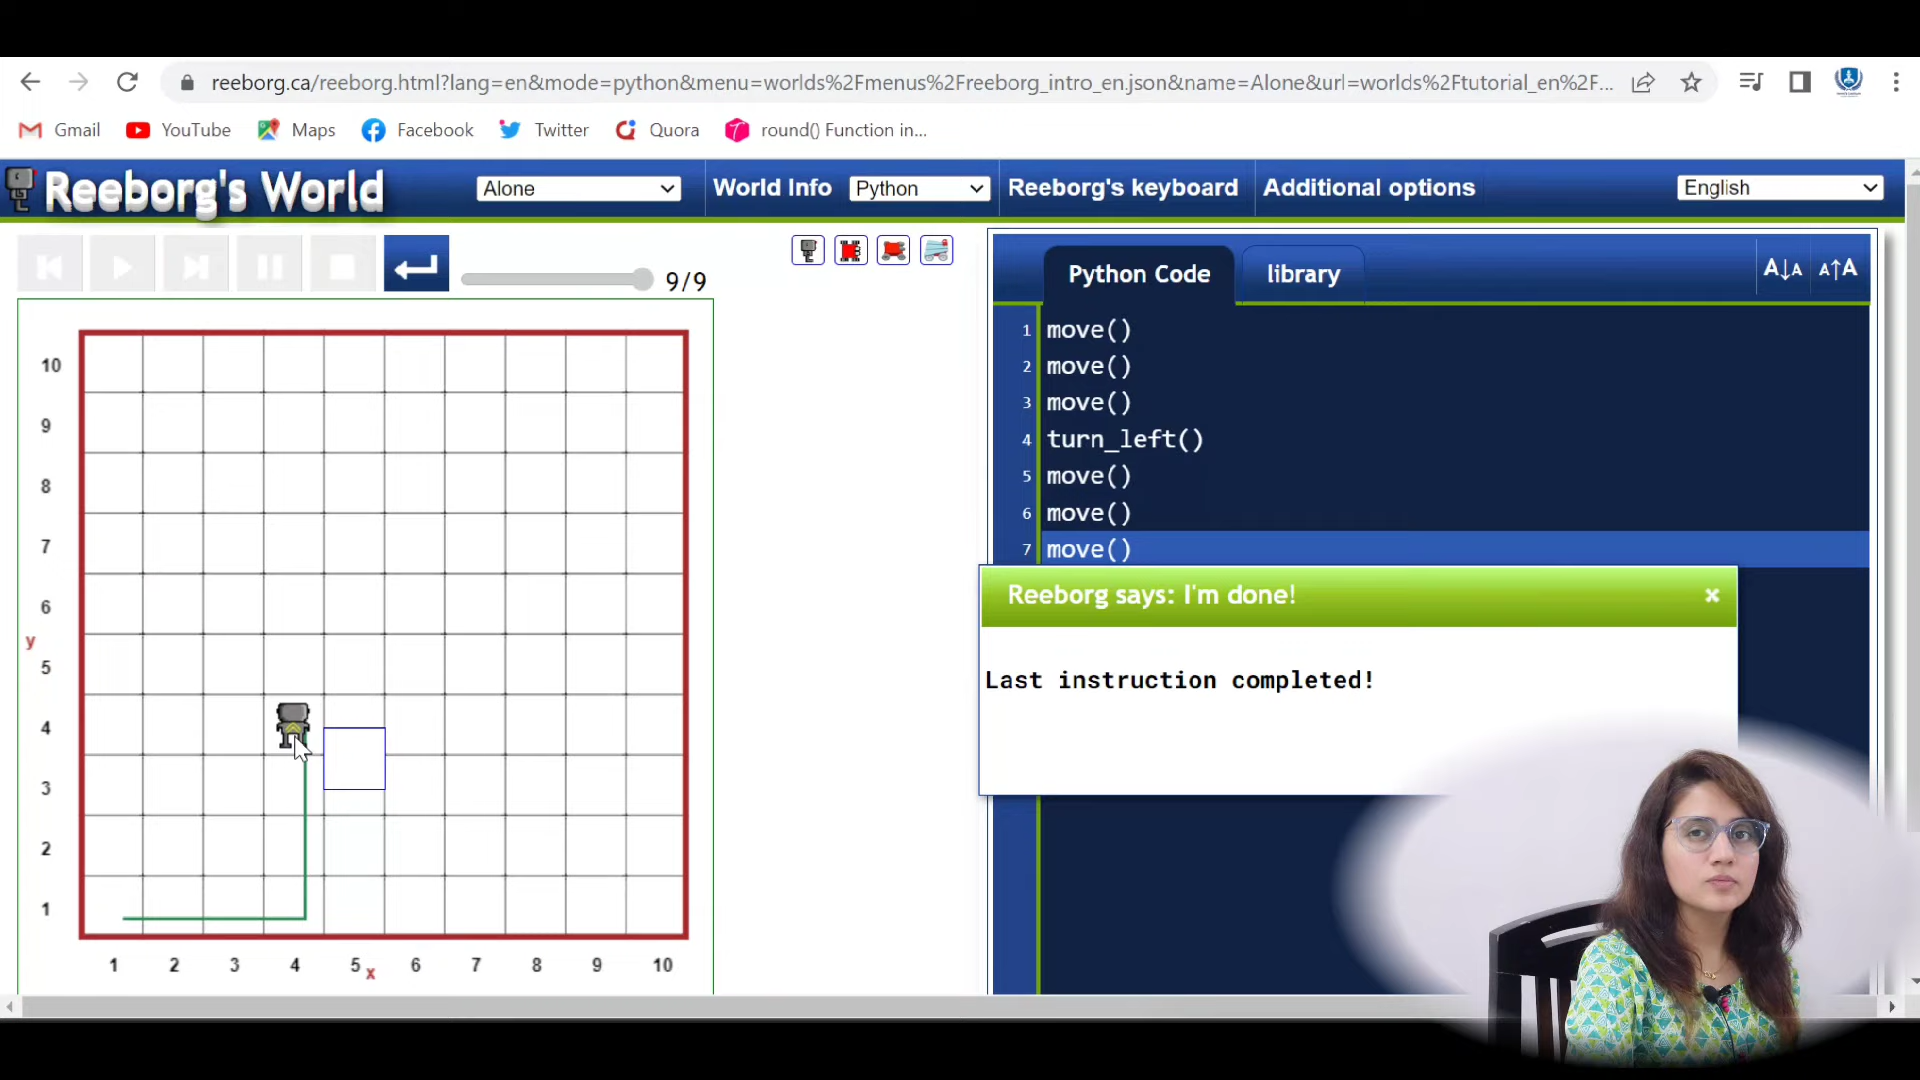 reeborg.ca/reeborg.html?lang=en&mode=python&menu=worlds%2Fmenus%2Freeborg_intro_en.json&name=Alone&url=worlds%2Ftutorial_en%2F...
Gmail YouTube Maps Facebook Twitter Quora round() Function in...
Reeborg's World Alone World Info Python Reeborg's keyboard Additional options English
9/9
Python Code library A↓A A↑A
1 move()
2 move()
3 move()
4 turn_left()
5 move()
6 move()
7 move()
Reeborg says: I'm done! ×
Last instruction completed!
10
9
8
7
6
y
5
4
3
2
1
1 2 3 4 5 x 6 7 8 9 10